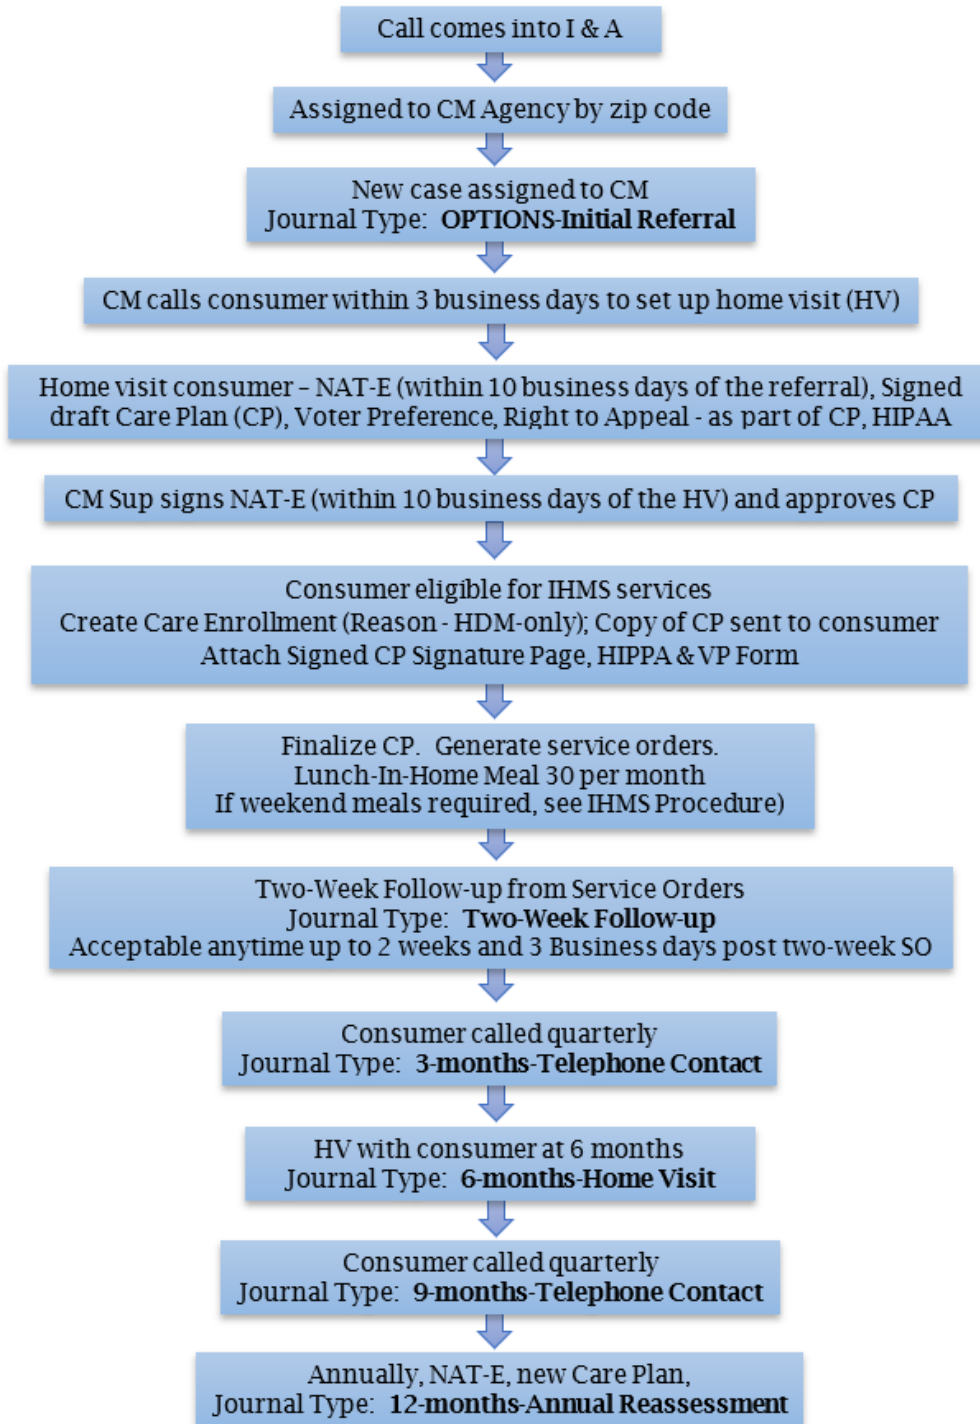 Call comes into I & A
Assigned to CM Agency by zip code
New case assigned to CM
Journal Type: OPTIONS-Initial Referral
CM calls consumer within 3 business days to set up home visit (HV)
Home visit consumer – NAT-E (within 10 business days of the referral), Signed
draft Care Plan (CP), Voter Preference, Right to Appeal - as part of CP, HIPAA
CM Sup signs NAT-E (within 10 business days of the HV) and approves CP
Consumer eligible for IHMS services
Create Care Enrollment (Reason - HDM-only); Copy of CP sent to consumer
Attach Signed CP Signature Page, HIPPA & VP Form
Finalize CP. Generate service orders.
Lunch-In-Home Meal 30 per month
If weekend meals required, see IHMS Procedure)
Two-Week Follow-up from Service Orders
Journal Type: Two-Week Follow-up
Acceptable anytime up to 2 weeks and 3 Business days post two-week SO
Consumer called quarterly
Journal Type: 3-months-Telephone Contact
HV with consumer at 6 months
Journal Type: 6-months-Home Visit
Consumer called quarterly
Journal Type: 9-months-Telephone Contact
Annually, NAT-E, new Care Plan,
Journal Type: 12-months-Annual Reassessment